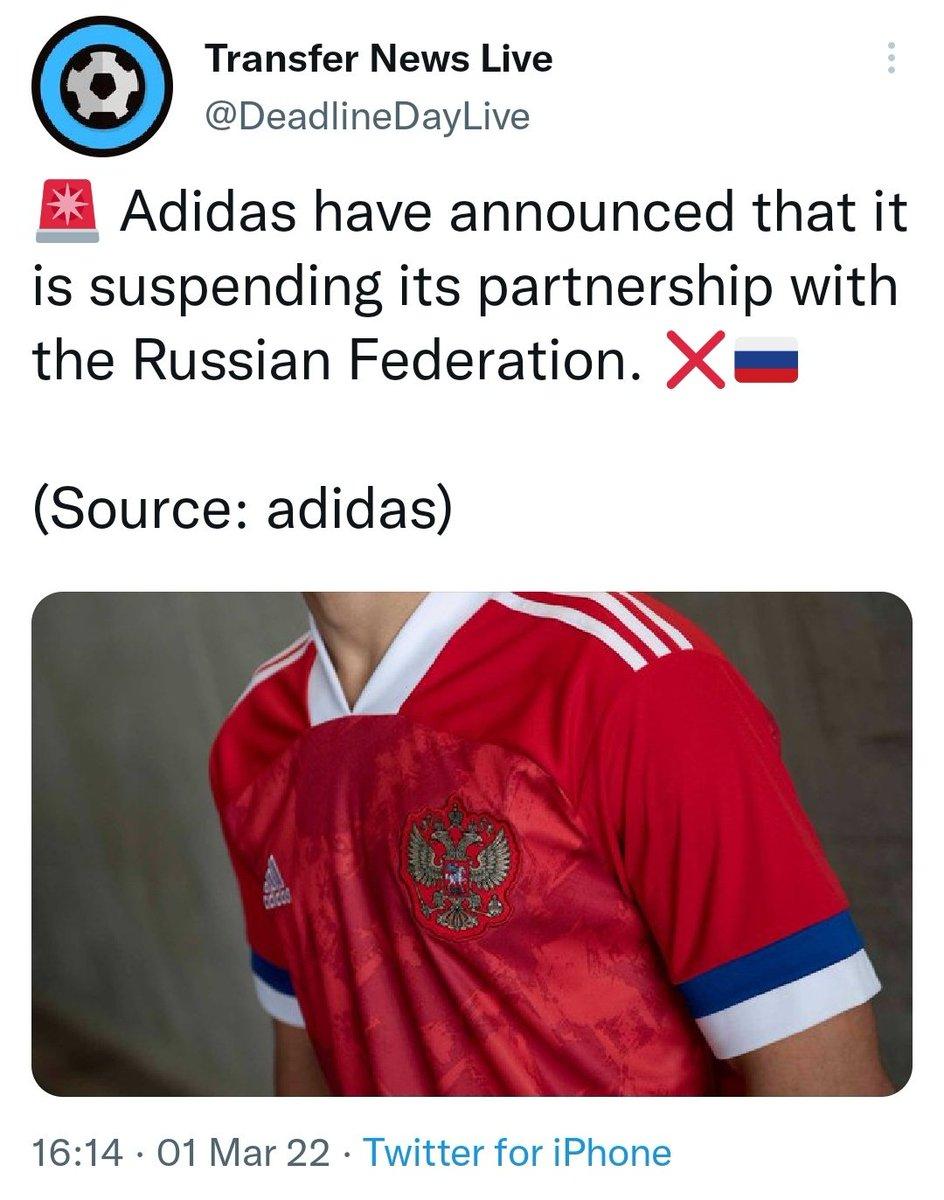 Transfer News Live
@DeadlineDayLive
🚨 Adidas have announced that it
is suspending its partnership with
the Russian Federation. ❌🇷🇺
(Source: adidas)
adidas
16:14 · 01 Mar 22 · Twitter for iPhone